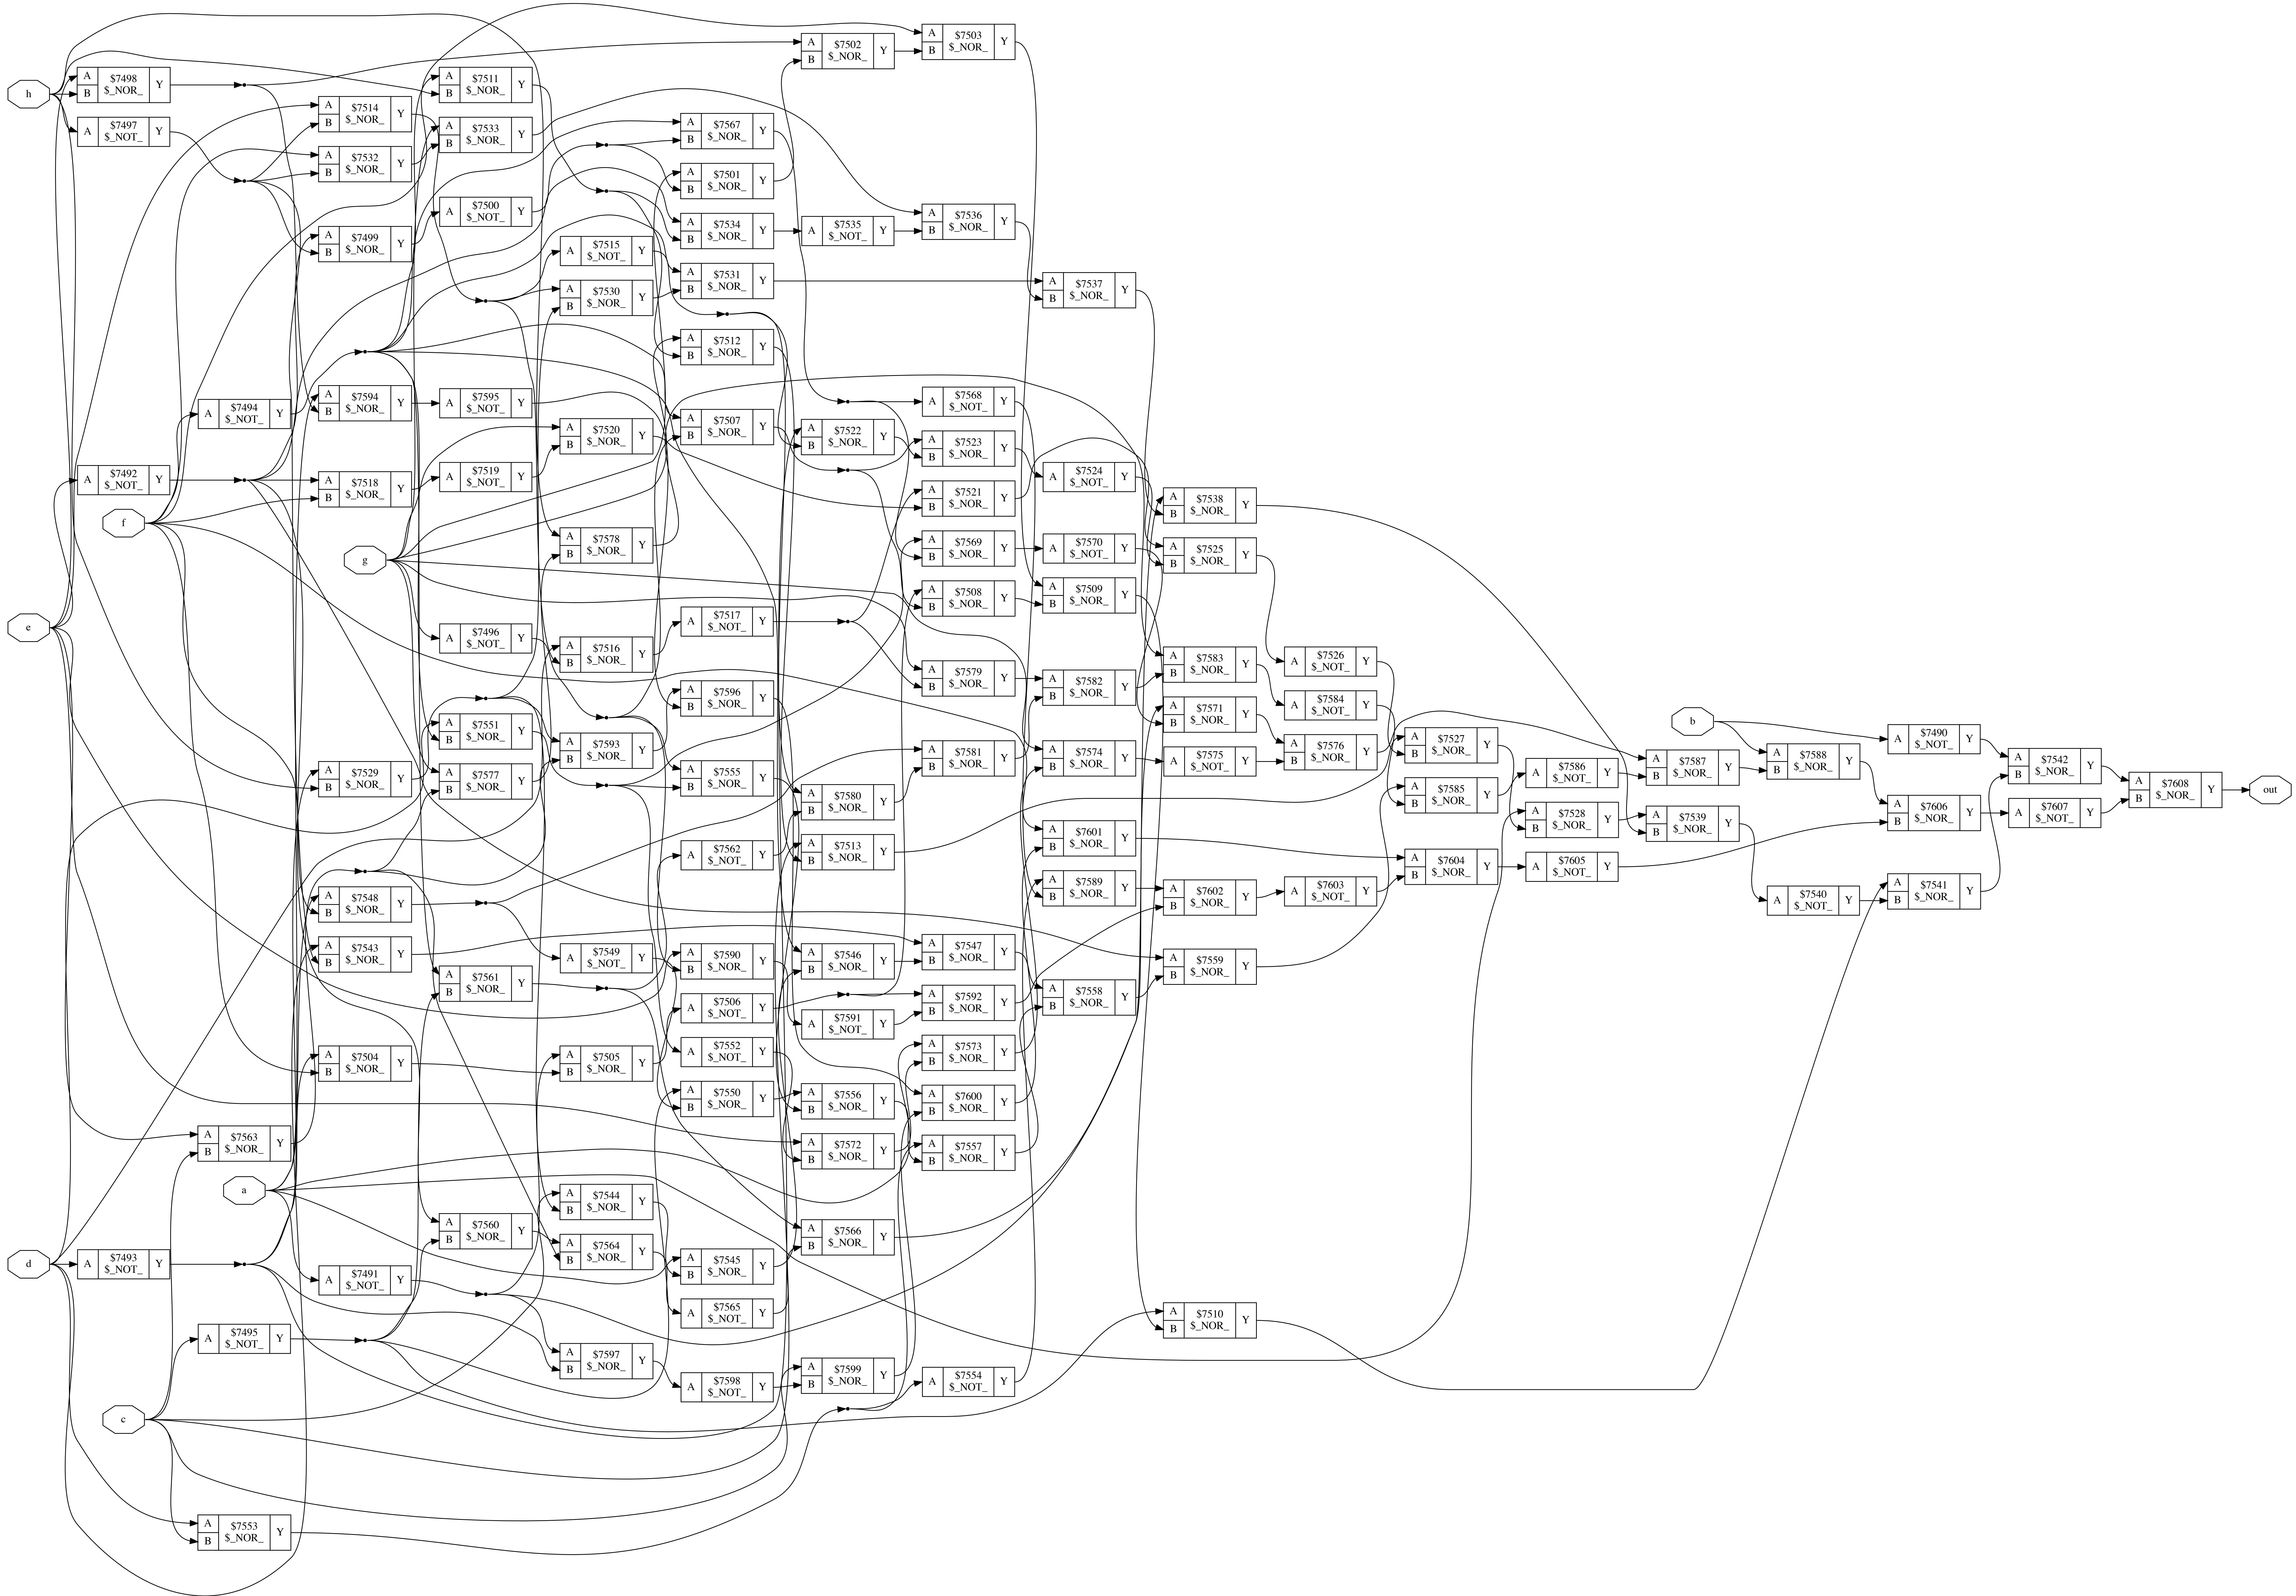 h
e
d
f
c
g
a
b
out
A $7498 Y
B $_NOR_
A $7497 Y
$_NOT_
A $7492 Y
$_NOT_
A $7493 Y
$_NOT_
A $7494 Y
$_NOT_
A $7563 Y
B $_NOR_
A $7495 Y
$_NOT_
A $7553 Y
B $_NOR_
A $7514 Y
B $_NOR_
A $7532 Y
B $_NOR_
A $7499 Y
B $_NOR_
A $7594 Y
B $_NOR_
A $7518 Y
B $_NOR_
A $7529 Y
B $_NOR_
A $7548 Y
B $_NOR_
A $7543 Y
B $_NOR_
A $7504 Y
B $_NOR_
A $7491 Y
$_NOT_
A $7511 Y
B $_NOR_
A $7533 Y
B $_NOR_
A $7500 Y
$_NOT_
A $7595 Y
$_NOT_
A $7519 Y
$_NOT_
A $7496 Y
$_NOT_
A $7551 Y
B $_NOR_
A $7577 Y
B $_NOR_
A $7561 Y
B $_NOR_
A $7560 Y
B $_NOR_
A $7515 Y
$_NOT_
A $7530 Y
B $_NOR_
A $7520 Y
B $_NOR_
A $7578 Y
B $_NOR_
A $7516 Y
B $_NOR_
A $7593 Y
B $_NOR_
A $7549 Y
$_NOT_
A $7505 Y
B $_NOR_
A $7544 Y
B $_NOR_
A $7564 Y
B $_NOR_
A $7597 Y
B $_NOR_
A $7567 Y
B $_NOR_
A $7501 Y
B $_NOR_
A $7534 Y
B $_NOR_
A $7531 Y
B $_NOR_
A $7512 Y
B $_NOR_
A $7507 Y
B $_NOR_
A $7517 Y
$_NOT_
A $7596 Y
B $_NOR_
A $7555 Y
B $_NOR_
A $7562 Y
$_NOT_
A $7590 Y
B $_NOR_
A $7506 Y
$_NOT_
A $7552 Y
$_NOT_
A $7550 Y
B $_NOR_
A $7545 Y
B $_NOR_
A $7565 Y
$_NOT_
A $7598 Y
$_NOT_
A $7502 Y
B $_NOR_
A $7535 Y
$_NOT_
A $7522 Y
B $_NOR_
A $7580 Y
B $_NOR_
A $7513 Y
B $_NOR_
A $7546 Y
B $_NOR_
A $7591 Y
$_NOT_
A $7556 Y
B $_NOR_
A $7572 Y
B $_NOR_
A $7566 Y
B $_NOR_
A $7599 Y
B $_NOR_
A $7503 Y
B $_NOR_
A $7536 Y
B $_NOR_
A $7568 Y
$_NOT_
A $7523 Y
B $_NOR_
A $7521 Y
B $_NOR_
A $7569 Y
B $_NOR_
A $7508 Y
B $_NOR_
A $7579 Y
B $_NOR_
A $7581 Y
B $_NOR_
A $7547 Y
B $_NOR_
A $7592 Y
B $_NOR_
A $7573 Y
B $_NOR_
A $7600 Y
B $_NOR_
A $7557 Y
B $_NOR_
A $7554 Y
$_NOT_
A $7537 Y
B $_NOR_
A $7524 Y
$_NOT_
A $7570 Y
$_NOT_
A $7509 Y
B $_NOR_
A $7582 Y
B $_NOR_
A $7574 Y
B $_NOR_
A $7601 Y
B $_NOR_
A $7589 Y
B $_NOR_
A $7558 Y
B $_NOR_
A $7538 Y
B $_NOR_
A $7525 Y
B $_NOR_
A $7583 Y
B $_NOR_
A $7571 Y
B $_NOR_
A $7575 Y
$_NOT_
A $7602 Y
B $_NOR_
A $7559 Y
B $_NOR_
A $7510 Y
B $_NOR_
A $7526 Y
$_NOT_
A $7584 Y
$_NOT_
A $7576 Y
B $_NOR_
A $7603 Y
$_NOT_
A $7527 Y
B $_NOR_
A $7585 Y
B $_NOR_
A $7604 Y
B $_NOR_
A $7586 Y
$_NOT_
A $7528 Y
B $_NOR_
A $7605 Y
$_NOT_
A $7587 Y
B $_NOR_
A $7539 Y
B $_NOR_
A $7588 Y
B $_NOR_
A $7540 Y
$_NOT_
A $7490 Y
$_NOT_
A $7606 Y
B $_NOR_
A $7541 Y
B $_NOR_
A $7542 Y
B $_NOR_
A $7607 Y
$_NOT_
A $7608 Y
B $_NOR_